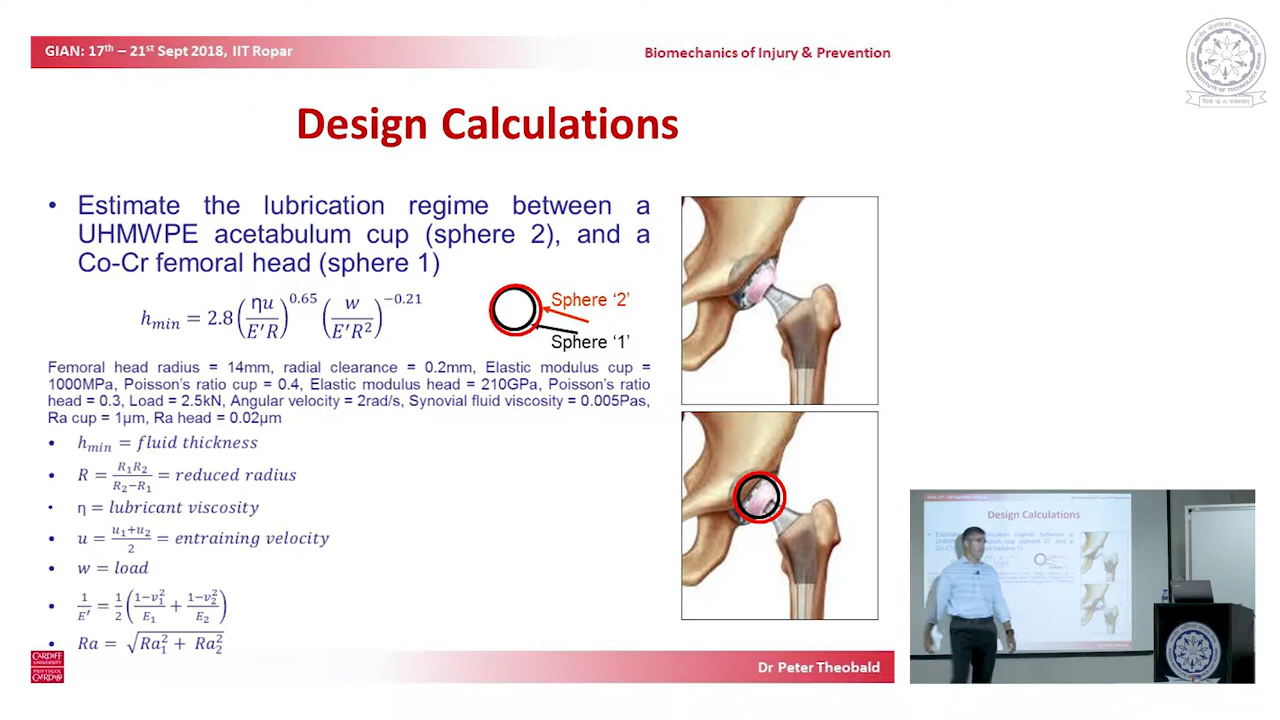 GIAN: 17th – 21st Sept 2018, IIT Ropar
Biomechanics of Injury & Prevention
Design Calculations
• Estimate the lubrication regime between a
UHMWPE acetabulum cup (sphere 2), and a
Co-Cr femoral head (sphere 1)
h_min = 2.8 (ηu / E′R)^0.65 (w / E′R²)^−0.21
Sphere '2'
Sphere '1'
Femoral head radius = 14mm, radial clearance = 0.2mm, Elastic modulus cup =
1000MPa, Poisson's ratio cup = 0.4, Elastic modulus head = 210GPa, Poisson's ratio
head = 0.3, Load = 2.5kN, Angular velocity = 2rad/s, Synovial fluid viscosity = 0.005Pas,
Ra cup = 1µm, Ra head = 0.02µm
• h_min = fluid thickness
• R = R₁R₂ / (R₂−R₁) = reduced radius
• η = lubricant viscosity
• u = (u₁+u₂) / 2 = entraining velocity
• w = load
• 1/E′ = 1/2 ((1−v₁²)/E₁ + (1−v₂²)/E₂)
• Ra = √(Ra₁² + Ra₂²)
CARDIFF
UNIVERSITY
PRIFYSGOL
CAERDYDD
Dr Peter Theobald
Design Calculations